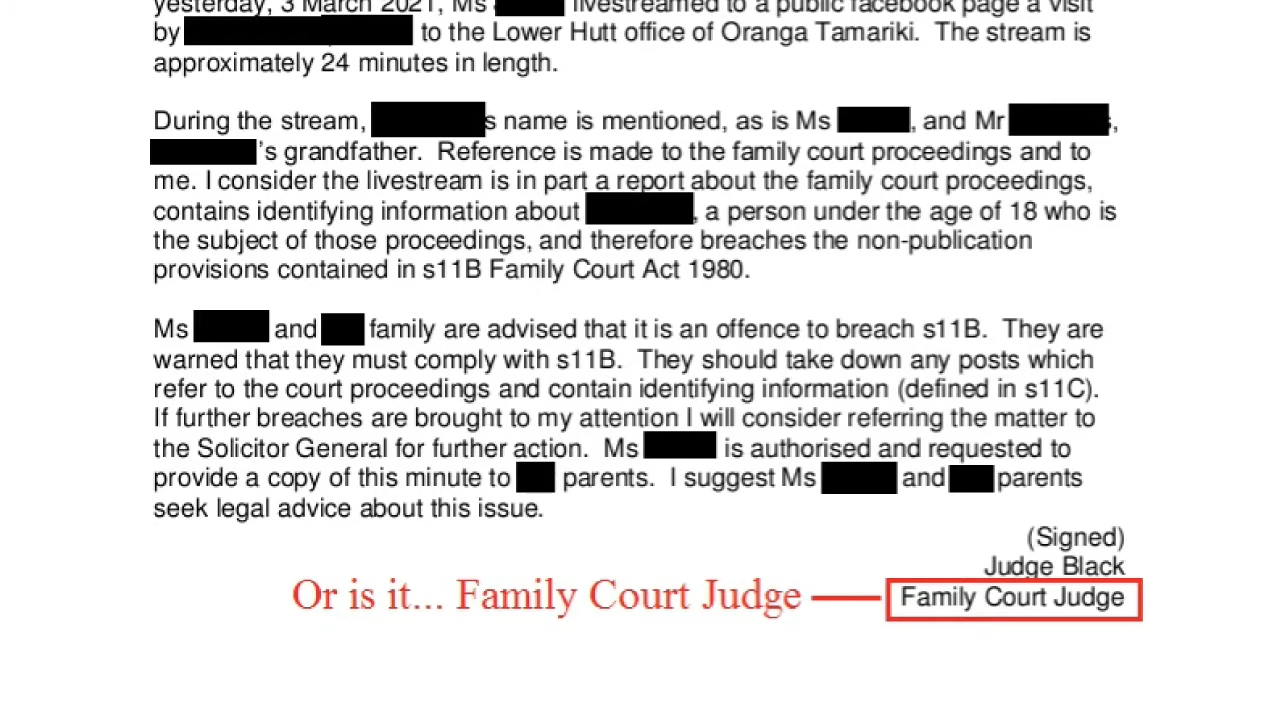 yesterday, 3 March 2021, Ms livestreamed to a public facebook page a visit
by to the Lower Hutt office of Oranga Tamariki. The stream is
approximately 24 minutes in length.
During the stream, s name is mentioned, as is Ms , and Mr ,
's grandfather. Reference is made to the family court proceedings and to
me. I consider the livestream is in part a report about the family court proceedings,
contains identifying information about , a person under the age of 18 who is
the subject of those proceedings, and therefore breaches the non-publication
provisions contained in s11B Family Court Act 1980.
Ms and family are advised that it is an offence to breach s11B. They are
warned that they must comply with s11B. They should take down any posts which
refer to the court proceedings and contain identifying information (defined in s11C).
If further breaches are brought to my attention I will consider referring the matter to
the Solicitor General for further action. Ms is authorised and requested to
provide a copy of this minute to parents. I suggest Ms and parents
seek legal advice about this issue.
(Signed)
Judge Black
Or is it... Family Court Judge Family Court Judge